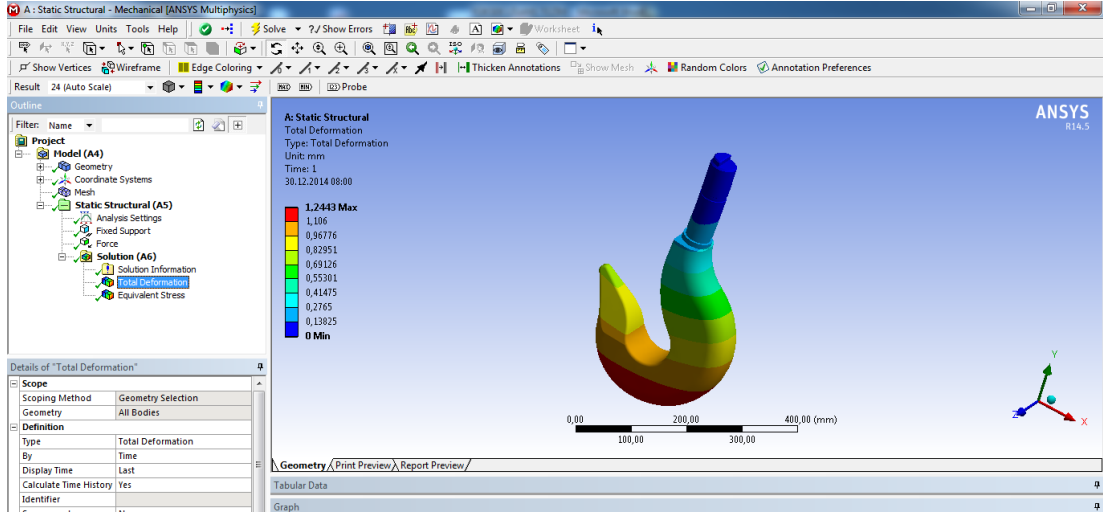 A : Static Structural - Mechanical [ANSYS Multiphysics]
File Edit View Units Tools Help Solve ?/ Show Errors A Worksheet
ISO
Show Vertices Wireframe Edge Coloring Thicken Annotations Show Mesh Random Colors Annotation Preferences
Result 24 (Auto Scale) MAX MIN Probe
Outline
Filter: Name
Project
Model (A4)
Geometry
Coordinate Systems
Mesh
Static Structural (A5)
Analysis Settings
Fixed Support
Force
Solution (A6)
Solution Information
Total Deformation
Equivalent Stress
Details of "Total Deformation"
Scope
Scoping Method Geometry Selection
Geometry All Bodies
Definition
Type Total Deformation
By Time
Display Time Last
Calculate Time History Yes
Identifier
A: Static Structural
Total Deformation
Type: Total Deformation
Unit: mm
Time: 1
30.12.2014 08:00
1,2443 Max
1,106
0,96776
0,82951
0,69126
0,55301
0,41475
0,2765
0,13825
0 Min
ANSYS
R14.5
Y
Z
X
0,00 200,00 400,00 (mm)
100,00 300,00
Geometry Print Preview Report Preview
Tabular Data
Graph